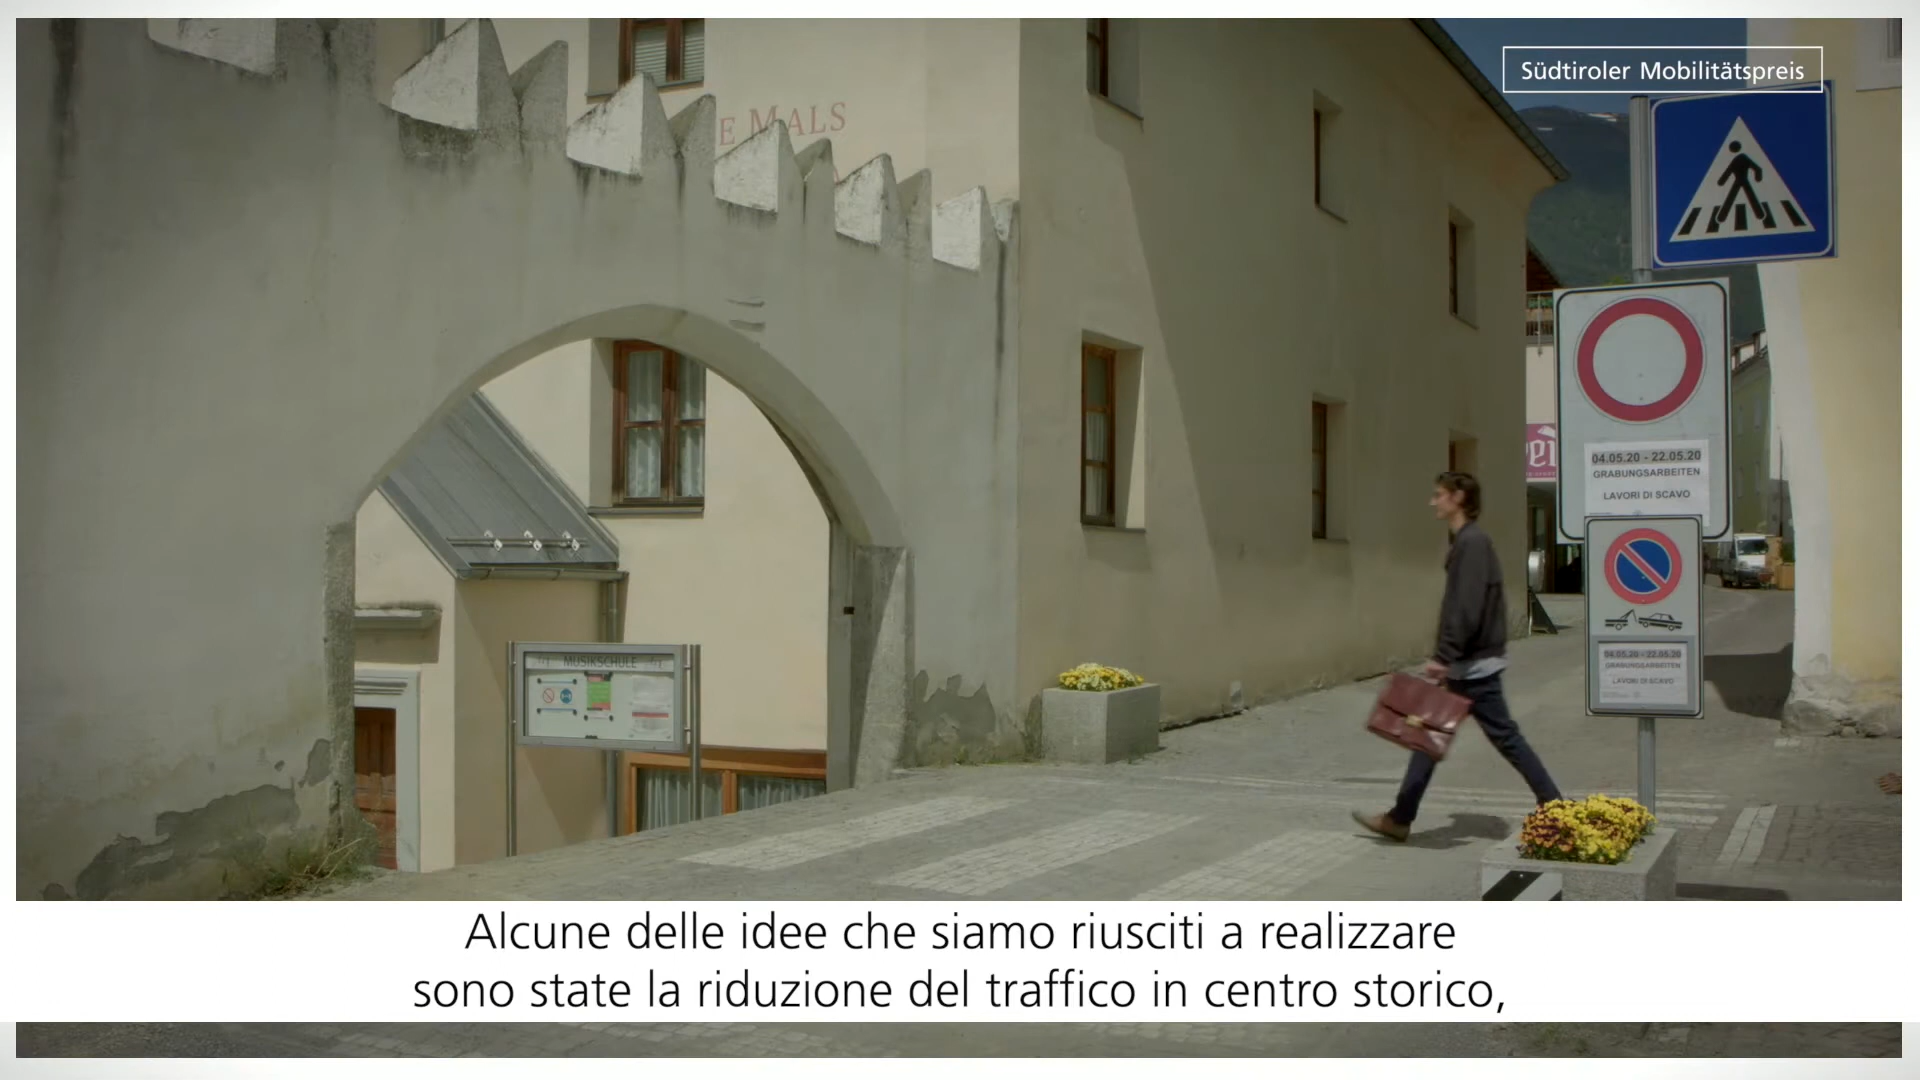 Südtiroler Mobilitätspreis
E MALS
04.05.20 - 22.05.20
GRABUNGSARBEITEN
LAVORI DI SCAVO
04.05.20 - 22.05.20
GRABUNGSARBEITEN
LAVORI DI SCAVO
MUSIKSCHULE
Alcune delle idee che siamo riusciti a realizzare
sono state la riduzione del traffico in centro storico,